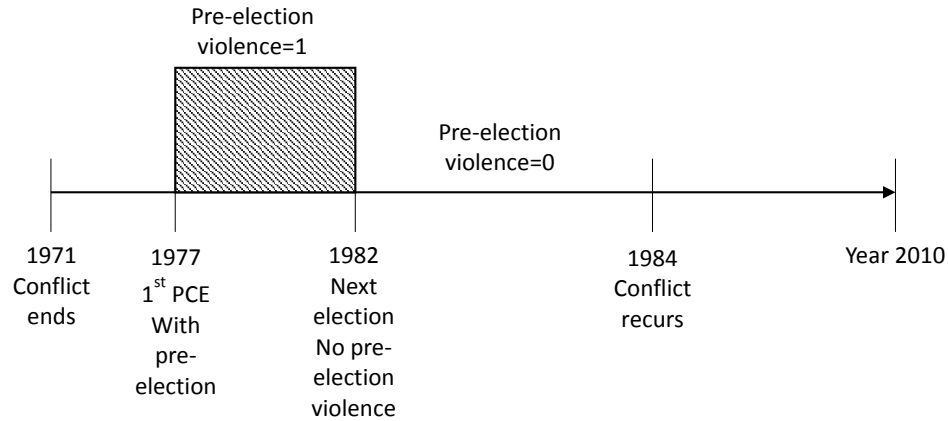 Pre-election
violence=1
Pre-election
violence=0
1971
Conflict
ends
1977
1st PCE
With
pre-
election
1982
Next
election
No pre-
election
violence
1984
Conflict
recurs
Year 2010